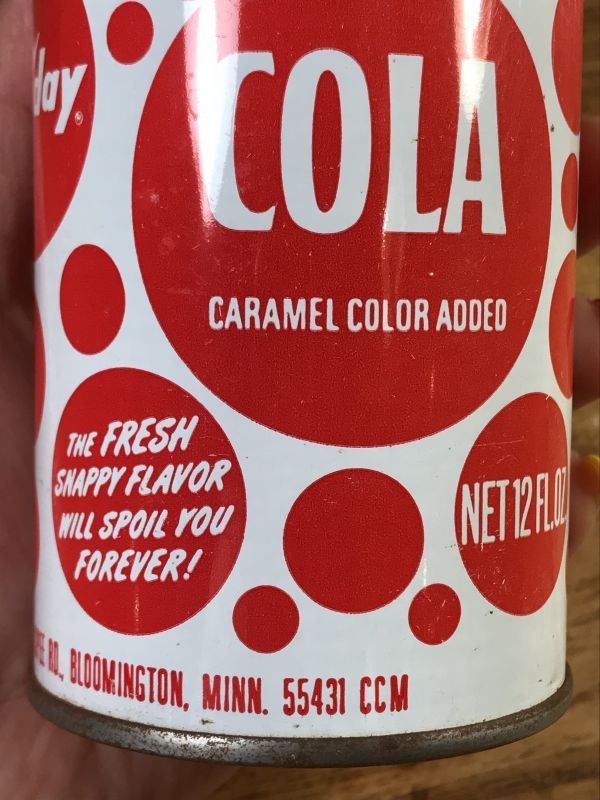 day®
COLA
CARAMEL COLOR ADDED
THE FRESH
SNAPPY FLAVOR
WILL SPOIL YOU
FOREVER!
NET 12 FL.OZ.
RD., BLOOMINGTON, MINN. 55431 CCM